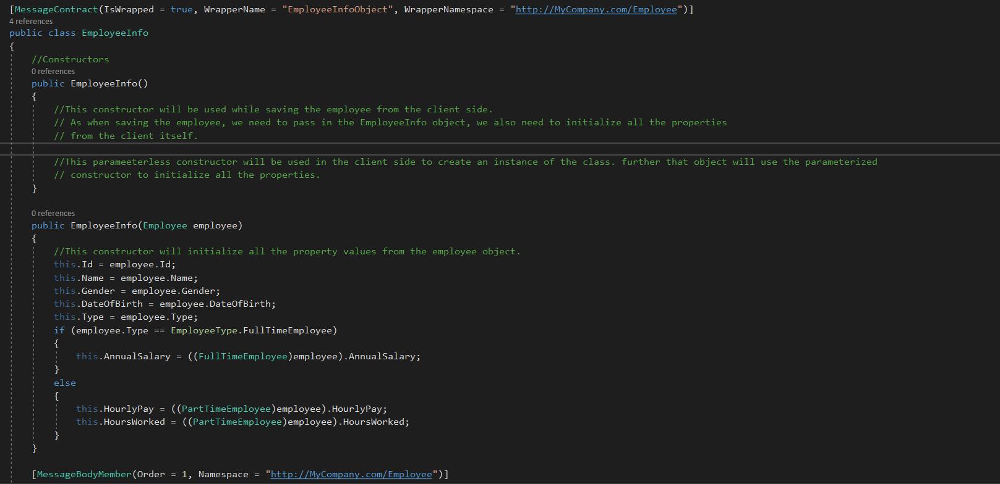 [MessageContract(IsWrapped = true, WrapperName = "EmployeeInfoObject", WrapperNamespace = "http://MyCompany.com/Employee")]
4 references
public class EmployeeInfo
{
//Constructors
0 references
public EmployeeInfo()
{
//This constructor will be used while saving the employee from the client side.
// As when saving the employee, we need to pass in the EmployeeInfo object, we also need to initialize all the properties
// from the client itself.
//This parameeterless constructor will be used in the client side to create an instance of the class. further that object will use the parameterized
// constructor to initialize all the properties.
}
0 references
public EmployeeInfo(Employee employee)
{
//This constructor will initialize all the property values from the employee object.
this.Id = employee.Id;
this.Name = employee.Name;
this.Gender = employee.Gender;
this.DateOfBirth = employee.DateOfBirth;
this.Type = employee.Type;
if (employee.Type == EmployeeType.FullTimeEmployee)
{
this.AnnualSalary = ((FullTimeEmployee)employee).AnnualSalary;
}
else
{
this.HourlyPay = ((PartTimeEmployee)employee).HourlyPay;
this.HoursWorked = ((PartTimeEmployee)employee).HoursWorked;
}
}
[MessageBodyMember(Order = 1, Namespace = "http://MyCompany.com/Employee")]